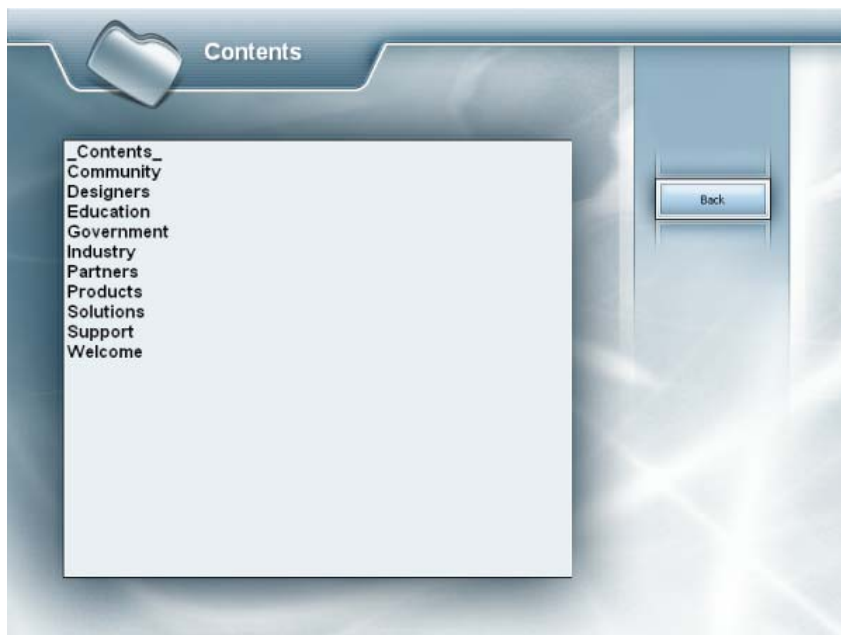 Contents
_Contents_
Community
Designers
Education
Government
Industry
Partners
Products
Solutions
Support
Welcome
Back